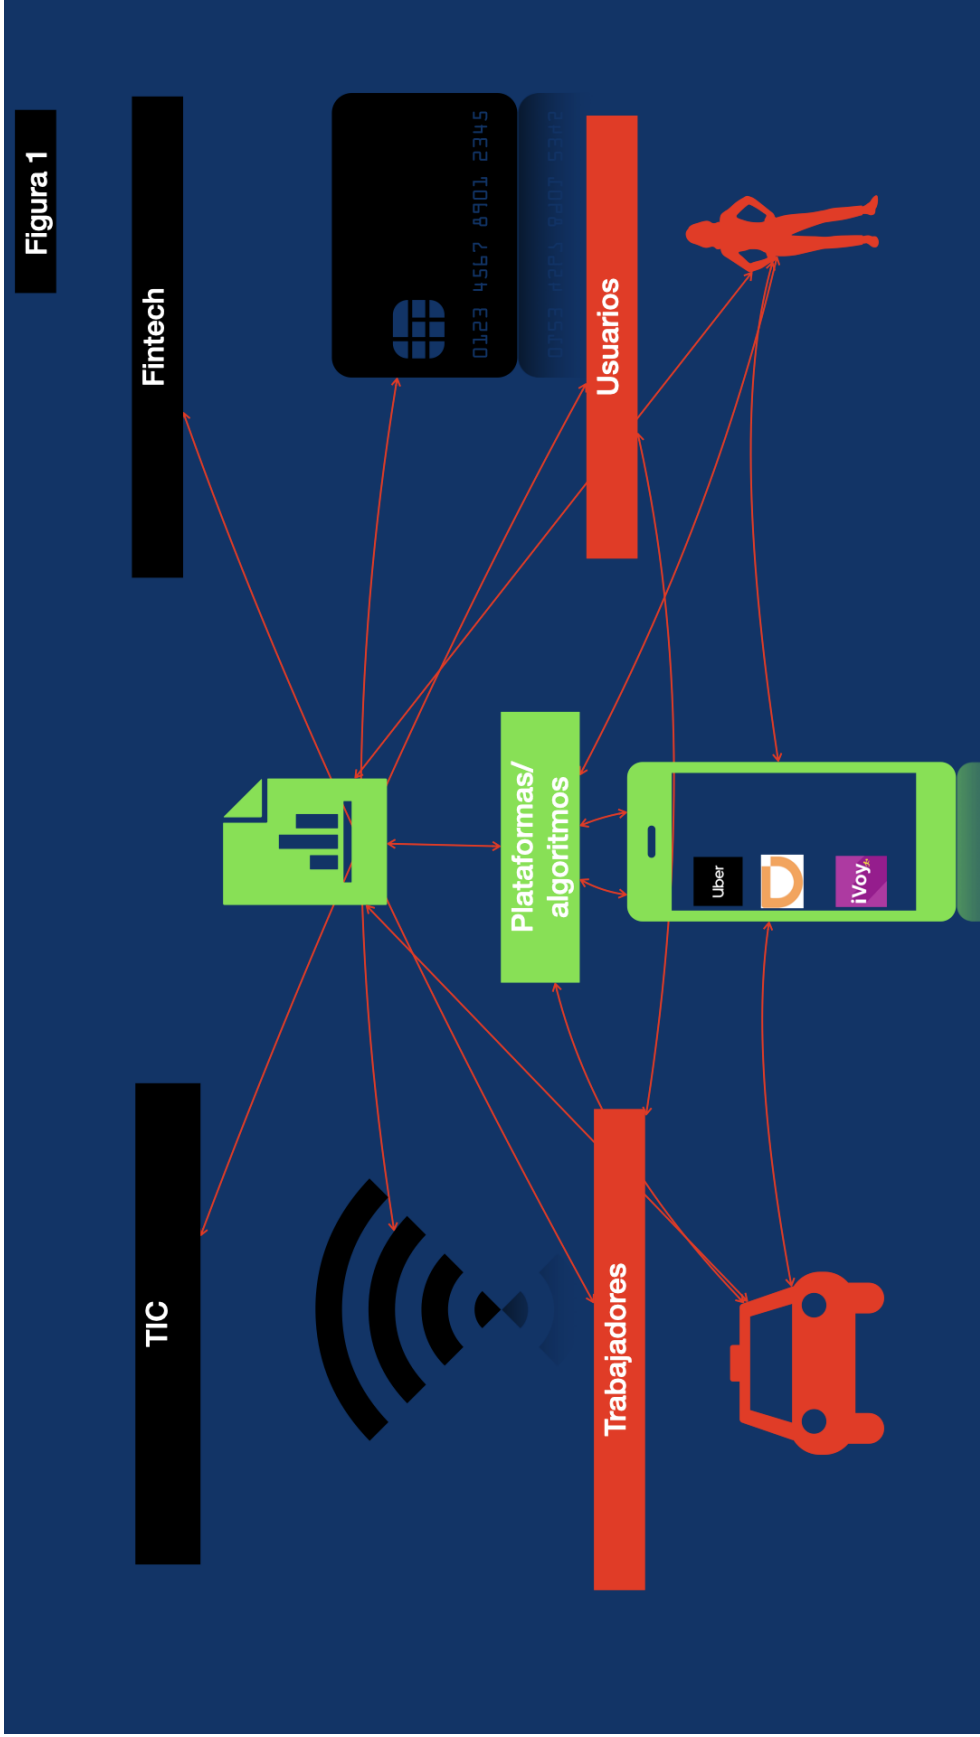 Figura 1
TIC
Fintech
0123 4567 8901 2345
Plataformas/
algoritmos
Trabajadores
Usuarios
Uber
iVoy